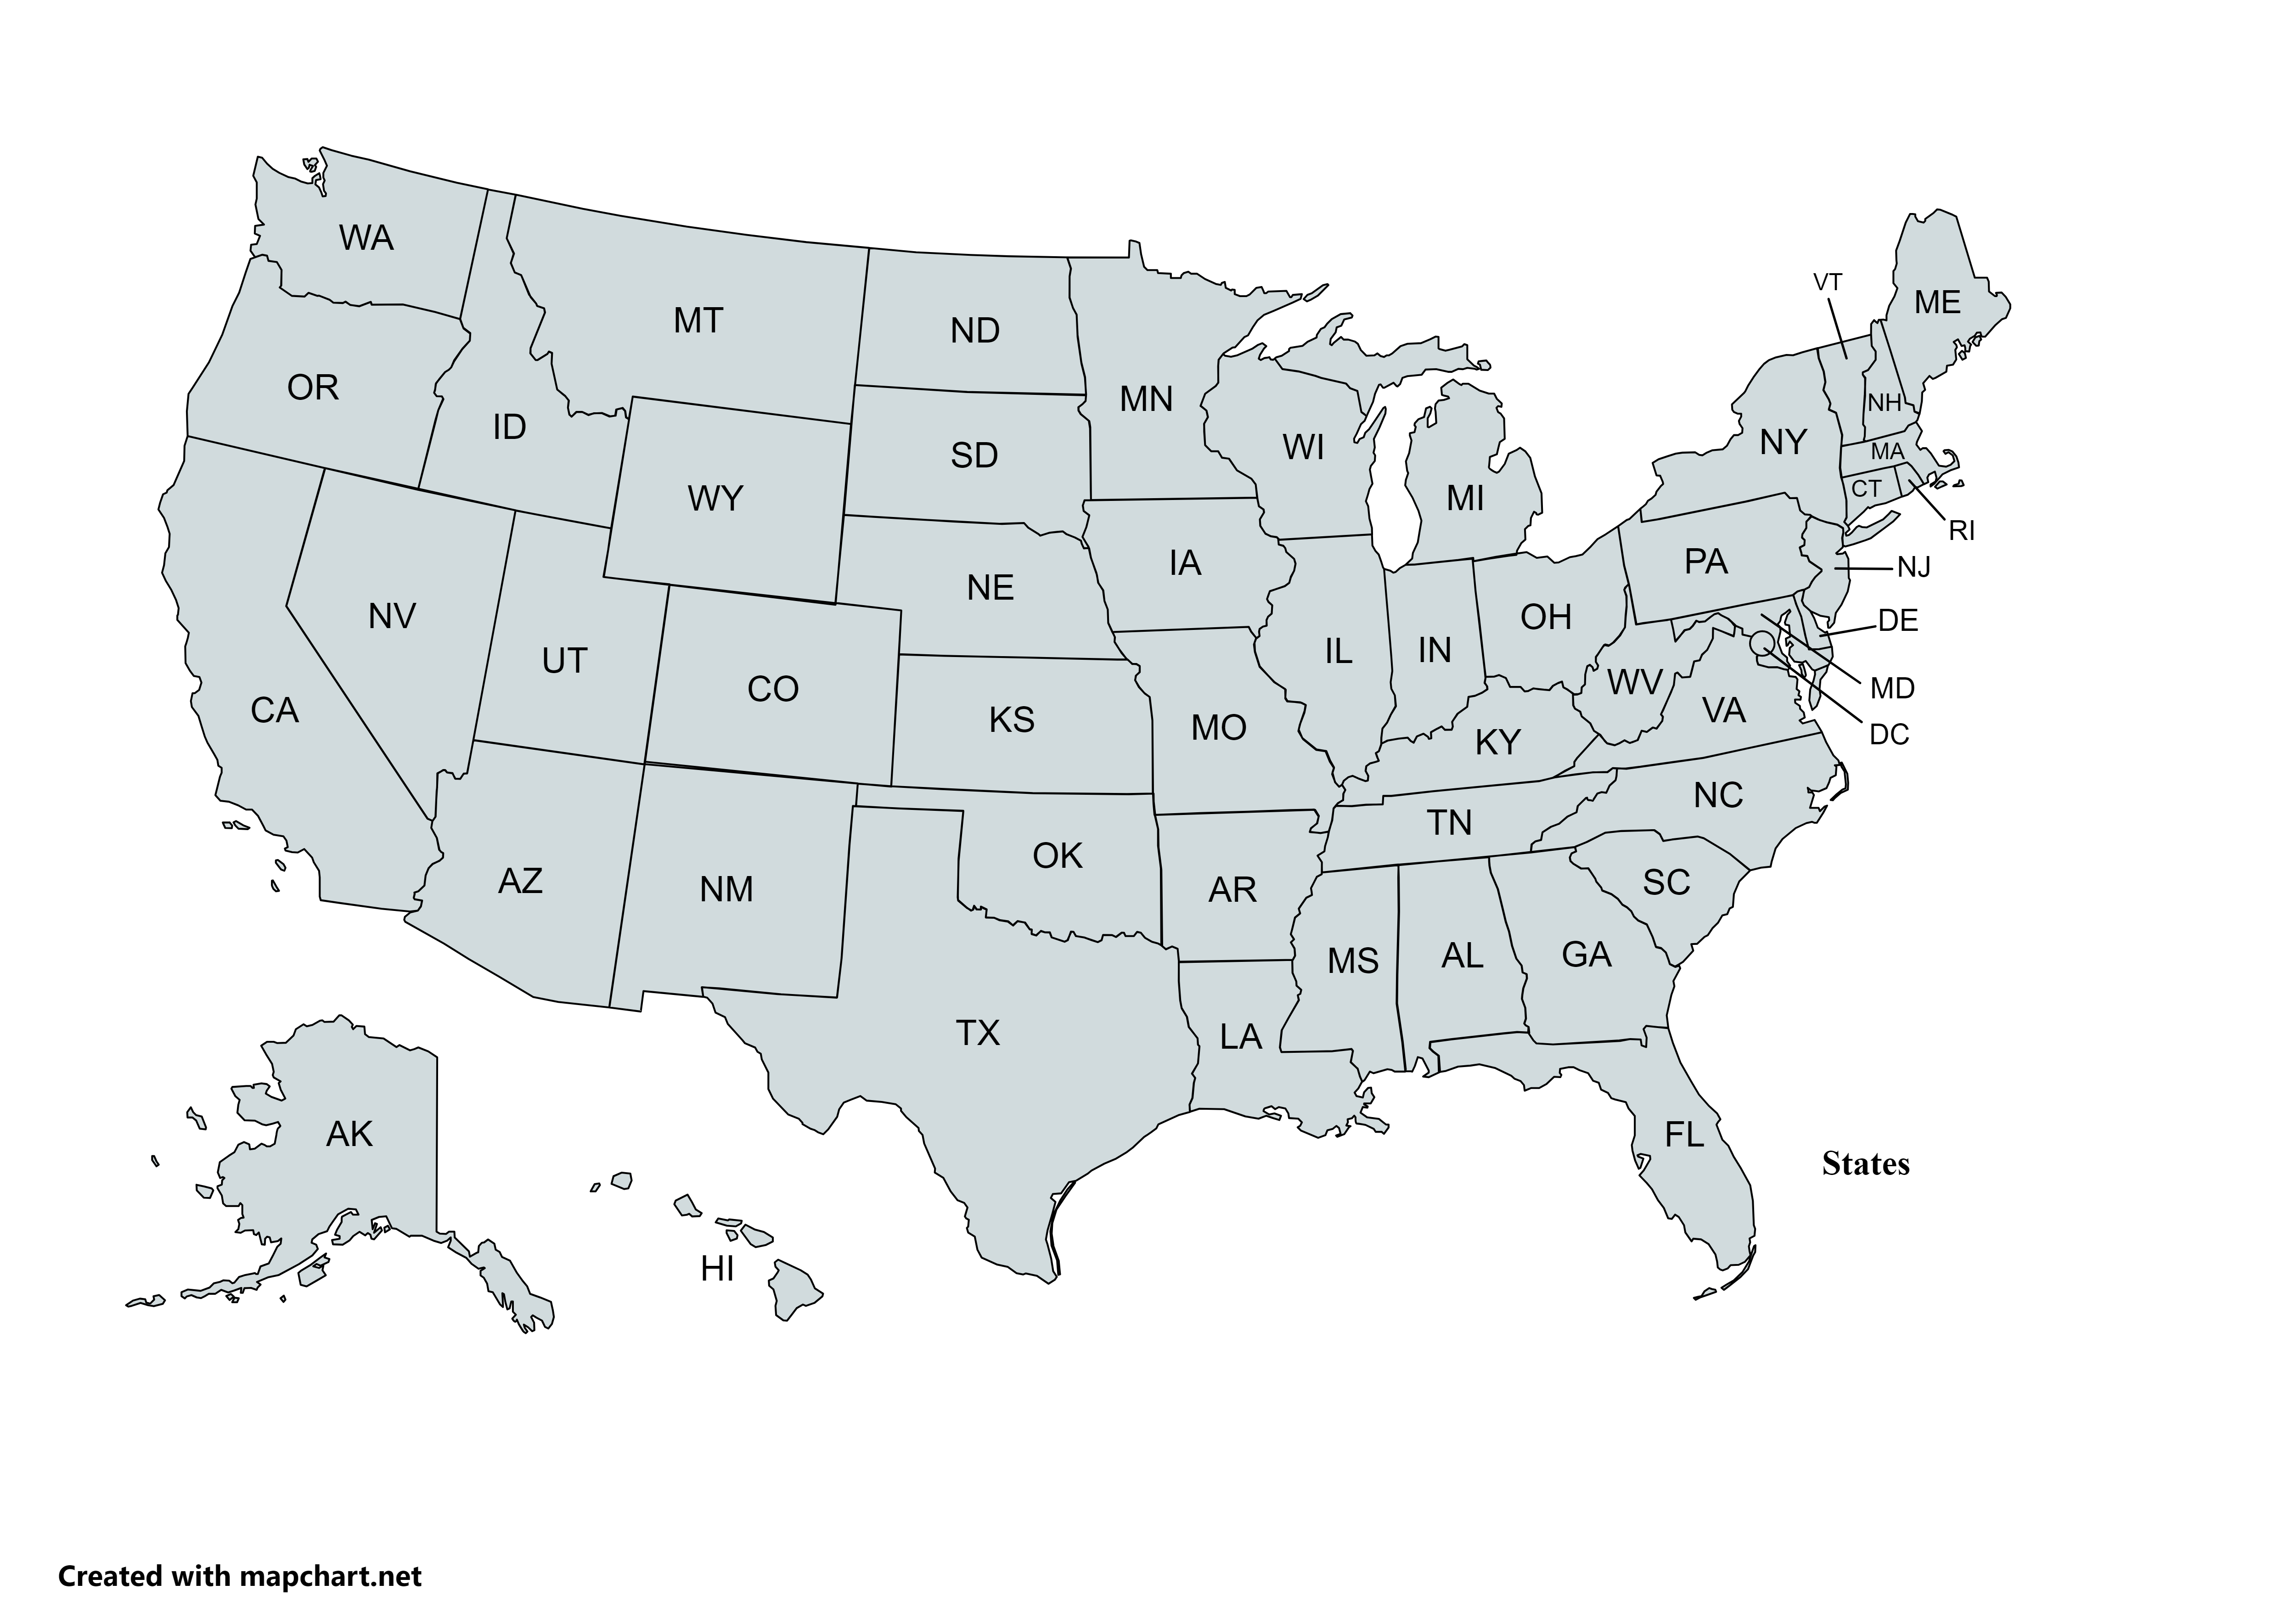 WA
VT
ME
MT
ND
OR
MN
NH
ID
NY
WI
MA
SD
CT
WY
MI
RI
PA
IA
NJ
NE
NV
OH
DE
UT
IL
IN
WV
CO
MD
CA
VA
KS
MO
DC
KY
NC
TN
OK
AZ
SC
NM
AR
GA
AL
MS
TX
LA
AK
FL
States
HI
Created with mapchart.net